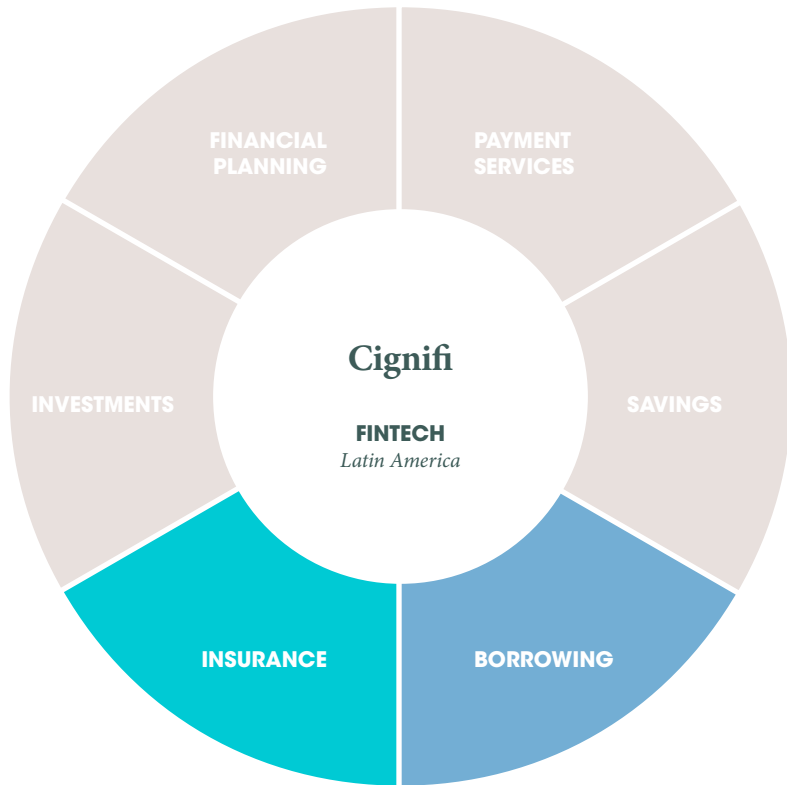 FINANCIAL
PLANNING
PAYMENT
SERVICES
INVESTMENTS
Cignifi
FINTECH
Latin America
SAVINGS
INSURANCE
BORROWING